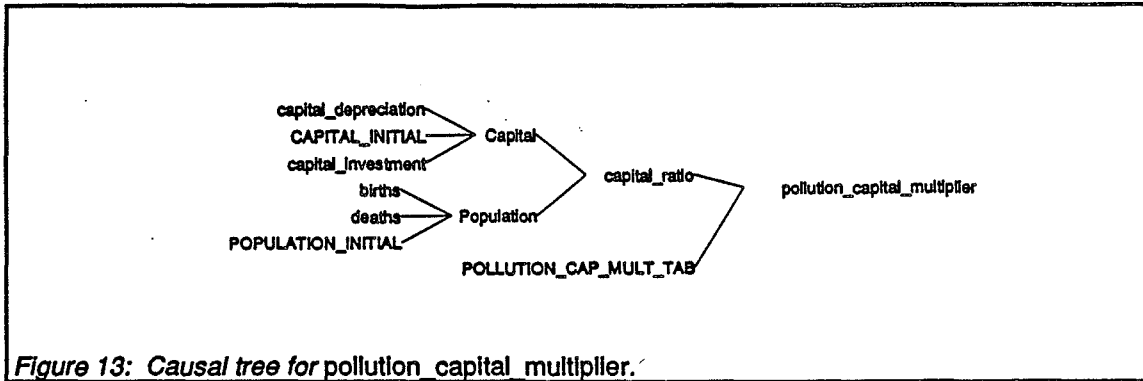 capital_depreciation
CAPITAL_INITIAL
Capital
capital_investment
capital_ratio
pollution_capital_multiplier
births
deaths
Population
POPULATION_INITIAL
POLLUTION_CAP_MULT_TAB
Figure 13: Causal tree for pollution_capital_multiplier.